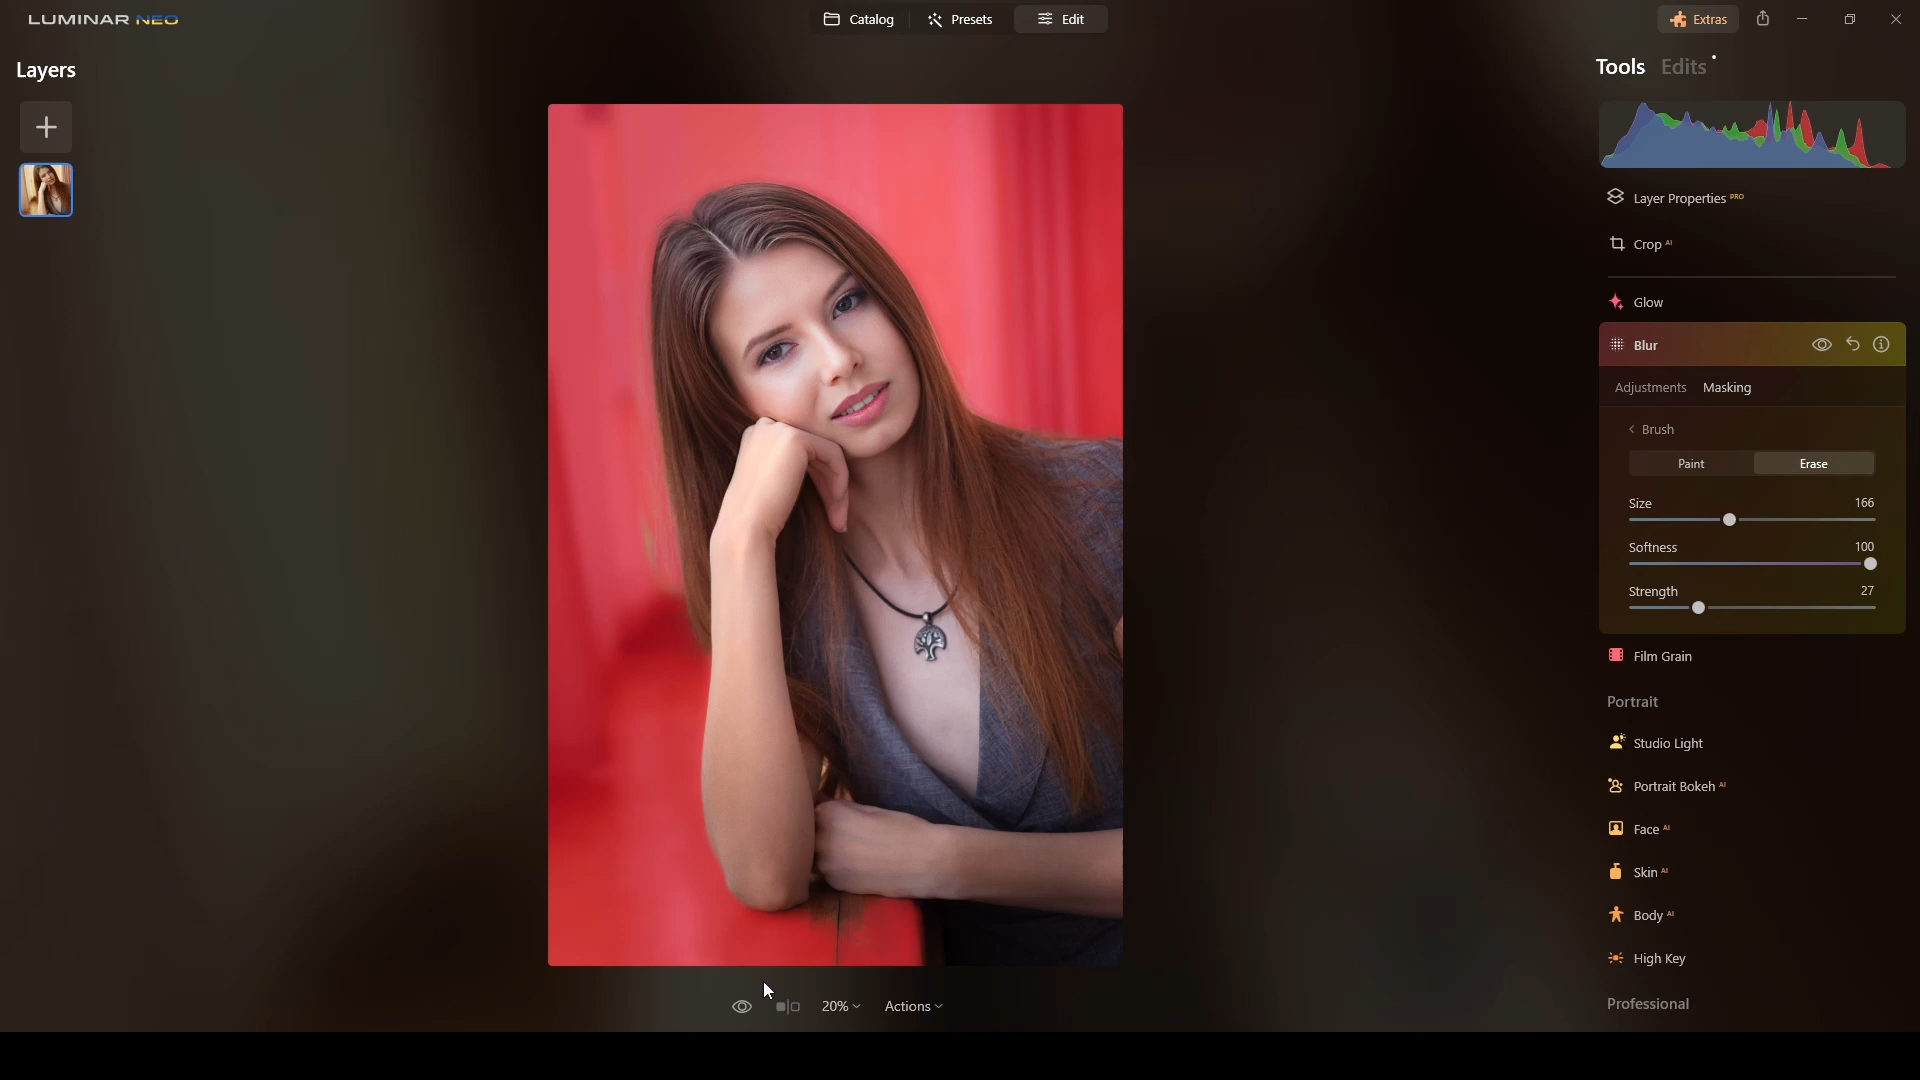 LUMINAR NEO
Catalog
Presets
Edit
Extras
Layers
Tools Edits
Layer Properties PRO
Crop AI
Glow
Blur
Adjustments Masking
Brush
Paint Erase
Size 166
Softness 100
Strength 27
Film Grain
Portrait
Studio Light
Portrait Bokeh AI
Face AI
Skin AI
Body AI
High Key
Professional
20% Actions